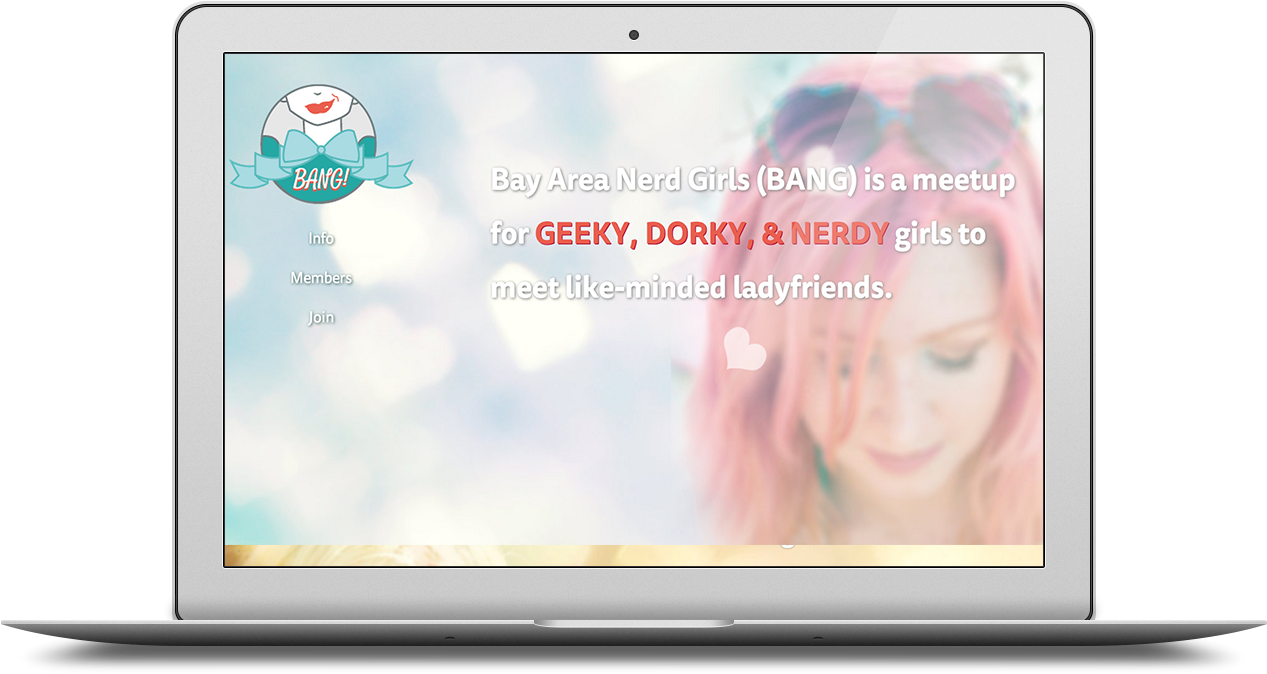 BANG!
Info
Members
Join
Bay Area Nerd Girls (BANG) is a meetup
for GEEKY, DORKY, & NERDY girls to
meet like-minded ladyfriends.